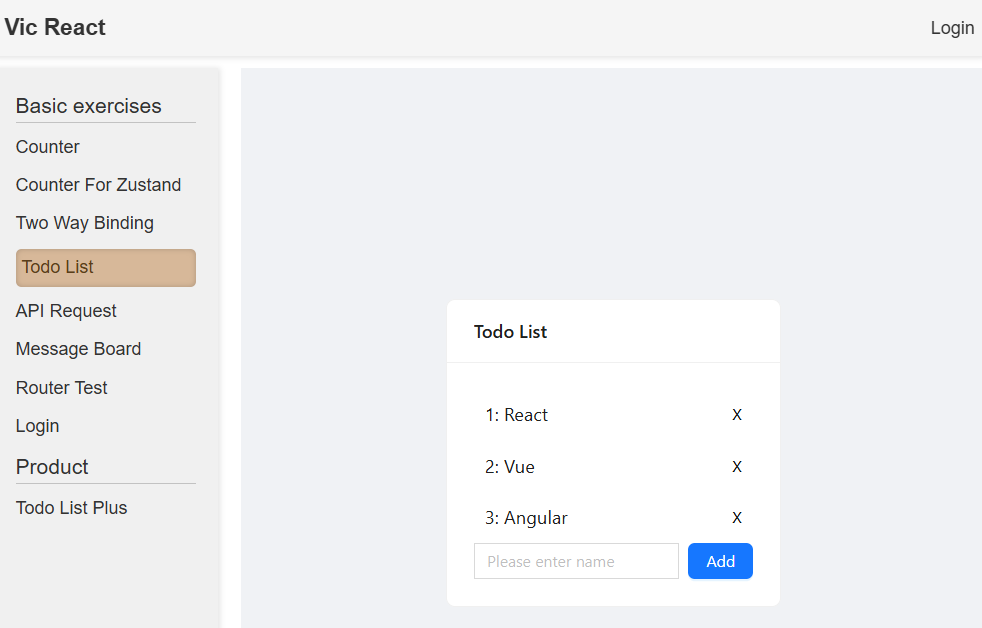 Vic React
Login
Basic exercises
Counter
Counter For Zustand
Two Way Binding
Todo List
API Request
Message Board
Router Test
Login
Product
Todo List Plus
Todo List
1: React X
2: Vue X
3: Angular X
Please enter name Add